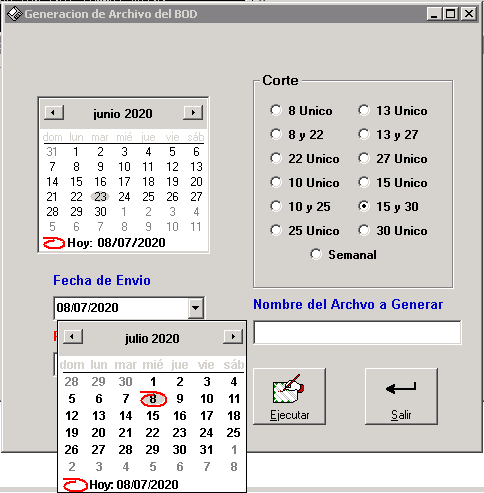 Generacion de Archivo del BOD
junio 2020
dom lun mar mié jue vie sáb
31 1 2 3 4 5 6
7 8 9 10 11 12 13
14 15 16 17 18 19 20
21 22 23 24 25 26 27
28 29 30 1 2 3 4
5 6 7 8 9 10 11
Hoy: 08/07/2020
Corte
8 Unico 13 Unico
8 y 22 13 y 27
22 Unico 27 Unico
10 Unico 15 Unico
10 y 25 15 y 30
25 Unico 30 Unico
Semanal
Fecha de Envio
08/07/2020
Nombre del Archvo a Generar
julio 2020
dom lun mar mié jue vie sáb
28 29 30 1 2 3 4
5 6 7 8 9 10 11
12 13 14 15 16 17 18
19 20 21 22 23 24 25
26 27 28 29 30 31 1
2 3 4 5 6 7 8
Hoy: 08/07/2020
Ejecutar
Salir